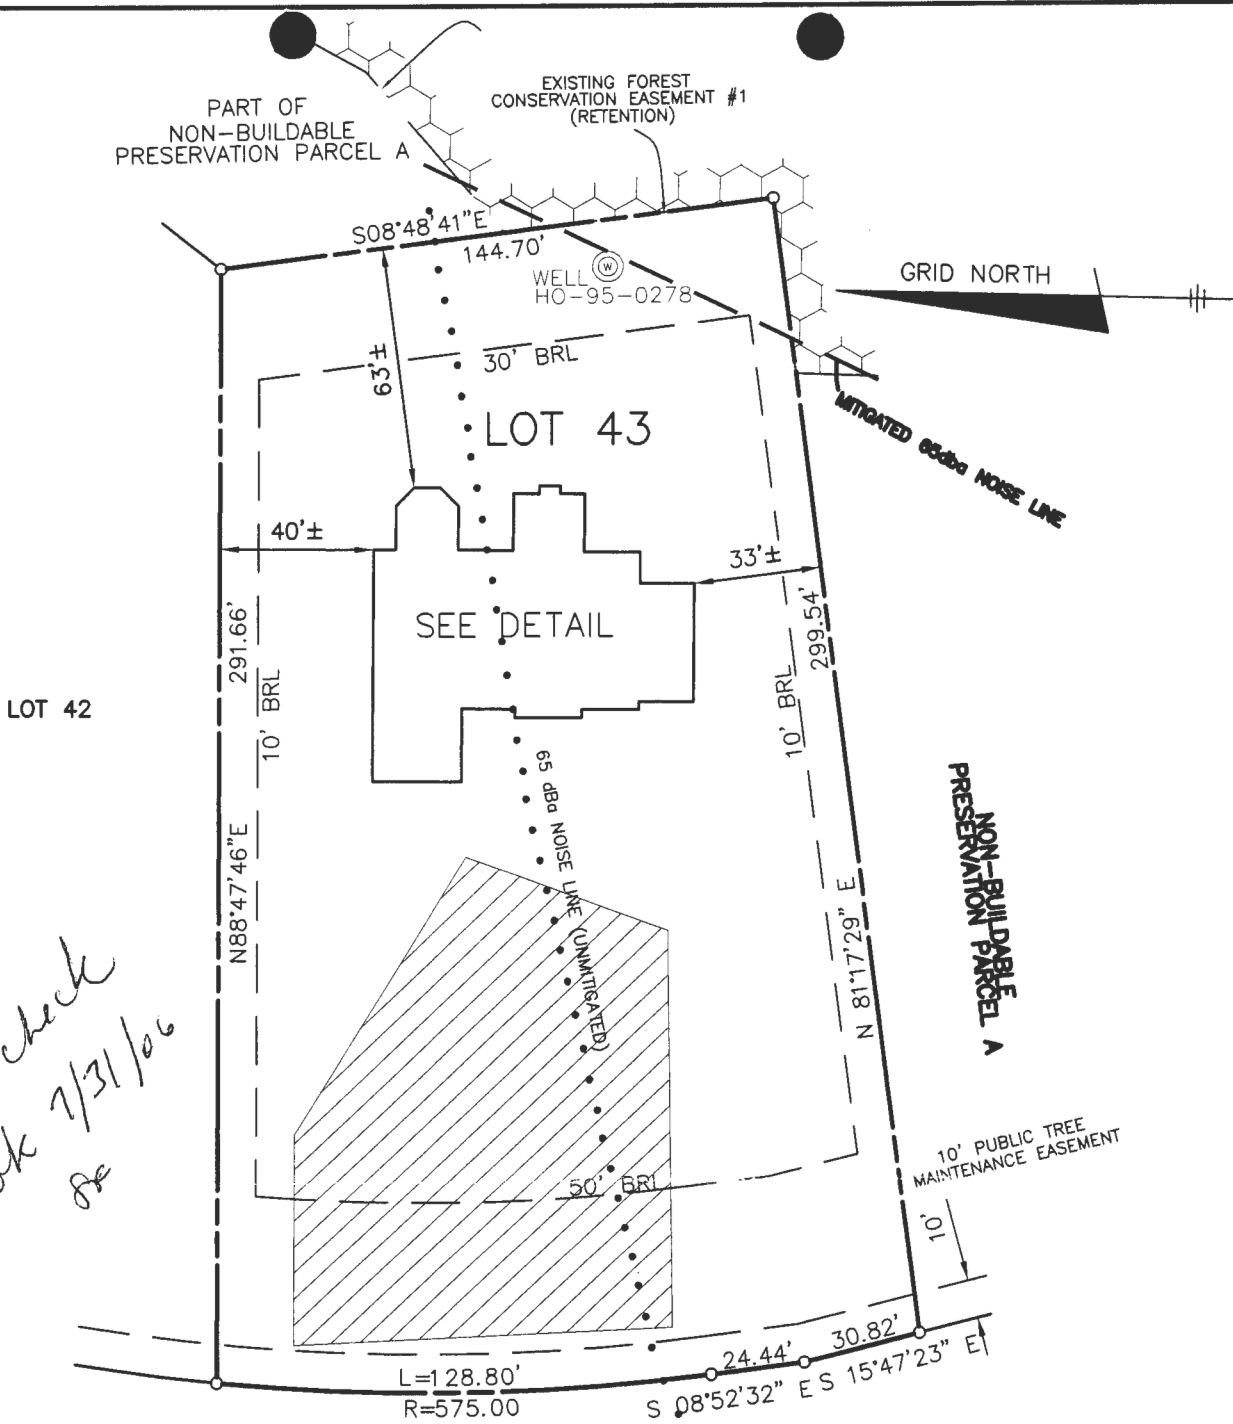 PART OF
NON-BUILDABLE
PRESERVATION PARCEL A
EXISTING FOREST
CONSERVATION EASEMENT #1
(RETENTION)
S08°48'41"E
144.70'
WELL
W
HO-95-0278
GRID NORTH
63'±
30' BRL
LOT 43
MITIGATED 65dba NOISE LINE
40'±
33'±
SEE DETAIL
291.66'
299.54'
10' BRL
10' BRL
LOT 42
65 dBa NOISE LINE (UNMITIGATED)
N88°47'46"E
N 81°17'29" E
NON-BUILDABLE
PRESERVATION PARCEL A
check
ok 7/31/06
50' BRL
10' PUBLIC TREE
MAINTENANCE EASEMENT
10'
L=128.80'
R=575.00
24.44'
30.82'
S 08°52'32" E
S 15°47'23" E